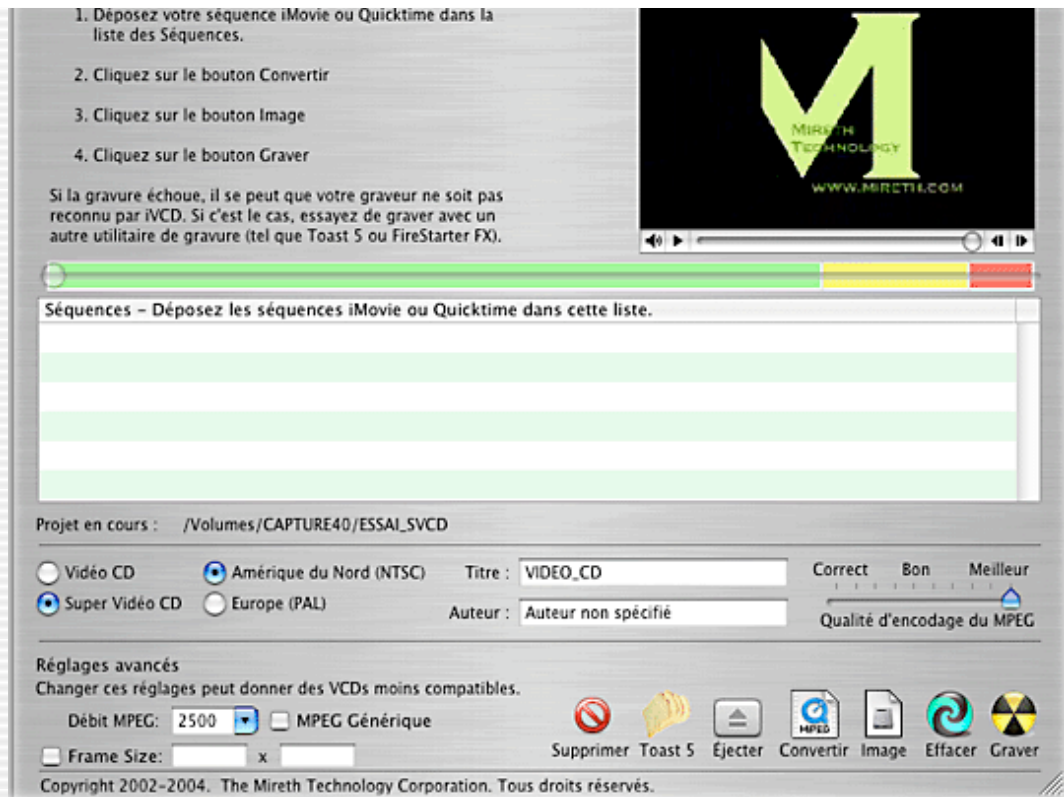 1. Déposez votre séquence iMovie ou Quicktime dans la
liste des Séquences.
2. Cliquez sur le bouton Convertir
3. Cliquez sur le bouton Image
4. Cliquez sur le bouton Graver
Si la gravure échoue, il se peut que votre graveur ne soit pas
reconnu par iVCD. Si c'est le cas, essayez de graver avec un
autre utilitaire de gravure (tel que Toast 5 ou FireStarter FX).
MIRETH
TECHNOLOGY
WWW.MIRETH.COM
Séquences - Déposez les séquences iMovie ou Quicktime dans cette liste.
Projet en cours : /Volumes/CAPTURE40/ESSAI_SVCD
Vidéo CD
Super Vidéo CD
Amérique du Nord (NTSC)
Europe (PAL)
Titre : VIDEO_CD
Auteur : Auteur non spécifié
Correct Bon Meilleur
Qualité d'encodage du MPEG
Réglages avancés
Changer ces réglages peut donner des VCDs moins compatibles.
Débit MPEG: 2500 MPEG Générique
Frame Size: x
Supprimer Toast 5 Éjecter Convertir Image Effacer Graver
MPEG
Copyright 2002-2004. The Mireth Technology Corporation. Tous droits réservés.